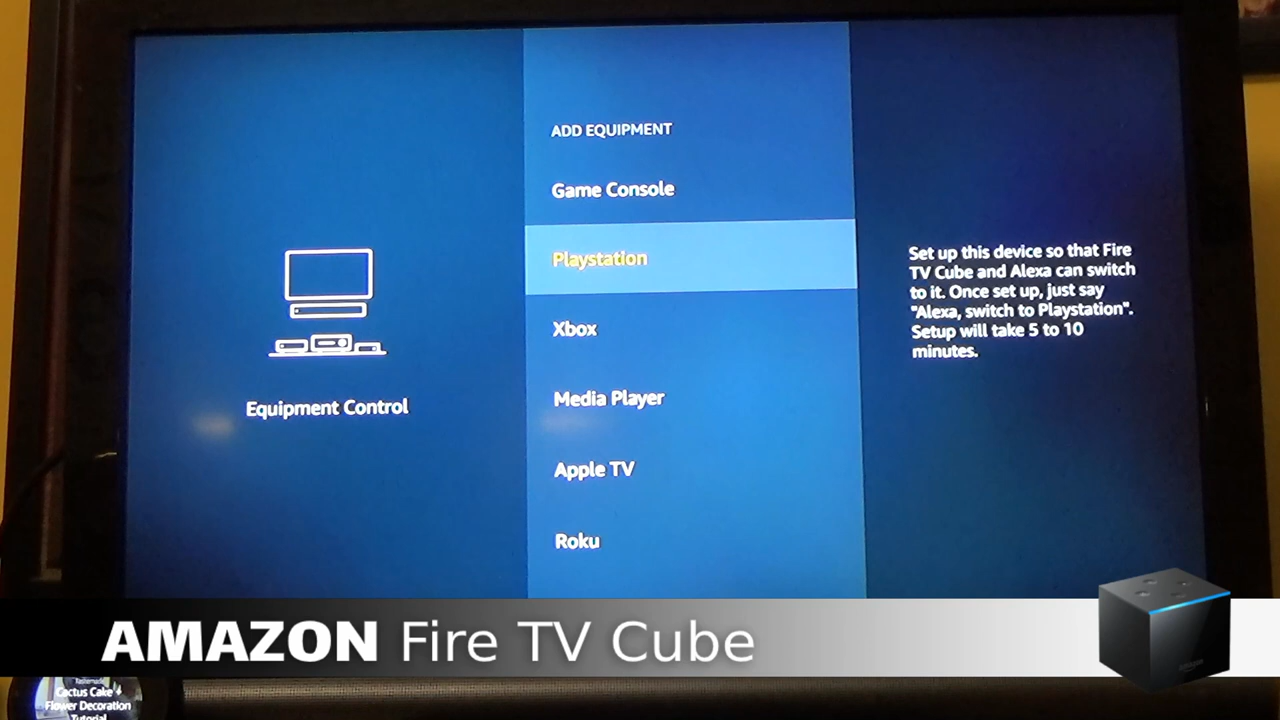 ADD EQUIPMENT
Game Console
Playstation
Xbox
Media Player
Apple TV
Roku
Equipment Control
Set up this device so that Fire
TV Cube and Alexa can switch
to it. Once set up, just say
"Alexa, switch to Playstation".
Setup will take 5 to 10
minutes.
AMAZON Fire TV Cube
amazon
Cactus Cake
Flower Decoration
Tutorial